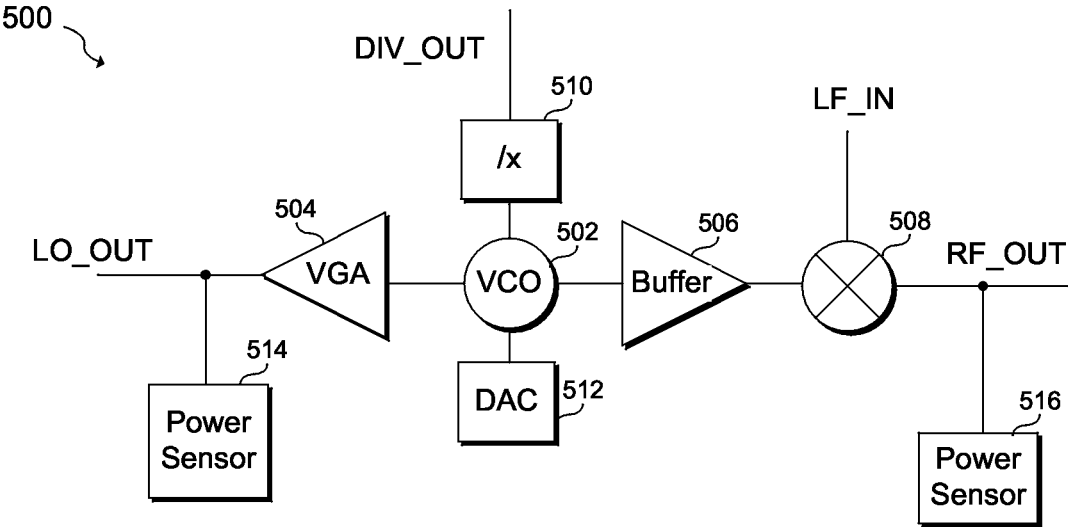 500
DIV_OUT
510
/x
LF_IN
504
LO_OUT
VGA
502
VCO
506
Buffer
508
RF_OUT
514
Power
Sensor
DAC
512
516
Power
Sensor